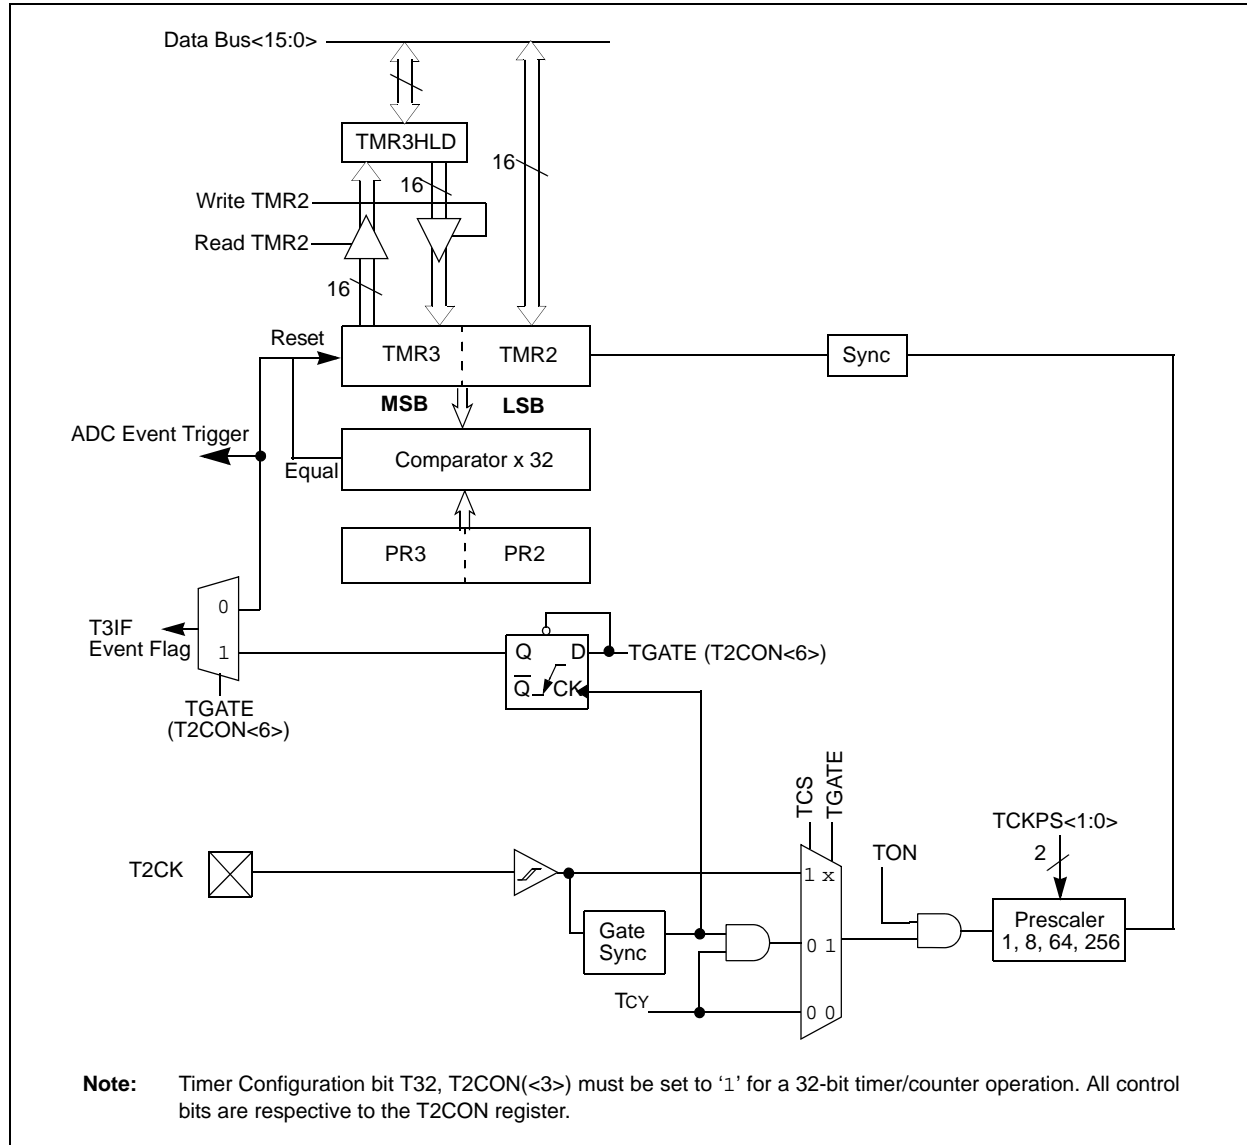 Data Bus<15:0>
TMR3HLD
16
16
Write TMR2
Read TMR2
16
Reset
TMR3
TMR2
Sync
MSB
LSB
ADC Event Trigger
Equal
Comparator x 32
PR3
PR2
0
1
T3IF
Event Flag
Q
D
TGATE (T2CON<6>)
Q
CK
TGATE
(T2CON<6>)
TCS
TGATE
TCKPS<1:0>
2
TON
T2CK
1 x
Gate
Sync
0 1
Prescaler
1, 8, 64, 256
TCY
0 0
Note: Timer Configuration bit T32, T2CON(<3>) must be set to ‘1’ for a 32-bit timer/counter operation. All control
bits are respective to the T2CON register.